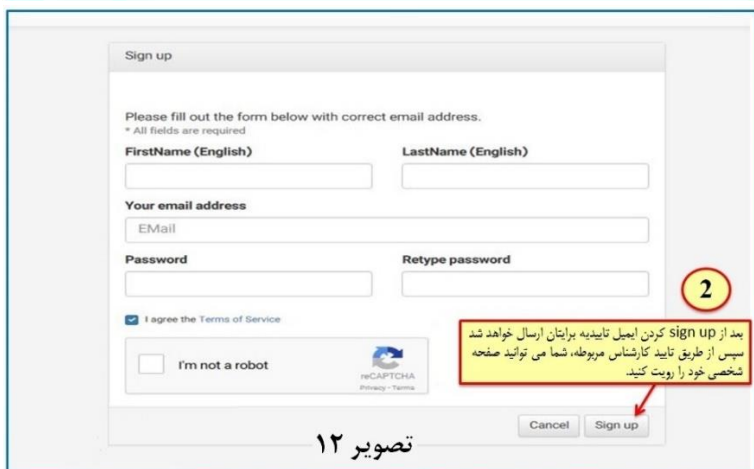 Sign up
Please fill out the form below with correct email address.
* All fields are required
FirstName (English)
LastName (English)
Your email address
EMail
Password
Retype password
I agree the Terms of Service
I'm not a robot
reCAPTCHA
Privacy - Terms
2
بعد از sign up کردن ایمیل تاییدیه برایتان ارسال خواهد شد
سپس از طریق تایید کارشناس مربوطه، شما می توانید صفحه
شخصی خود را رویت کنید.
Cancel
Sign up
تصویر ۱۲